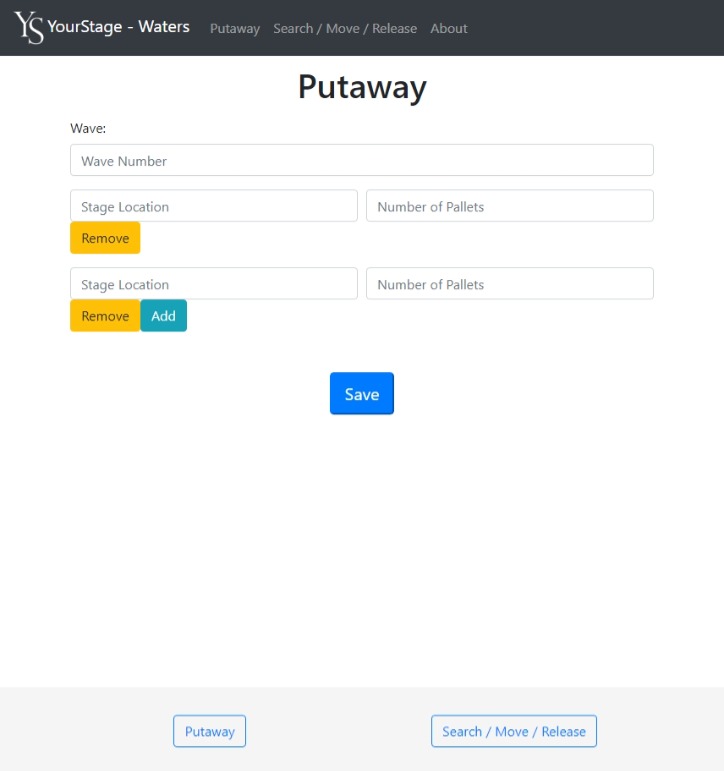 YS YourStage - Waters Putaway Search / Move / Release About
Putaway
Wave:
Wave Number
Stage Location Number of Pallets
Remove
Stage Location Number of Pallets
Remove Add
Save
Putaway Search / Move / Release